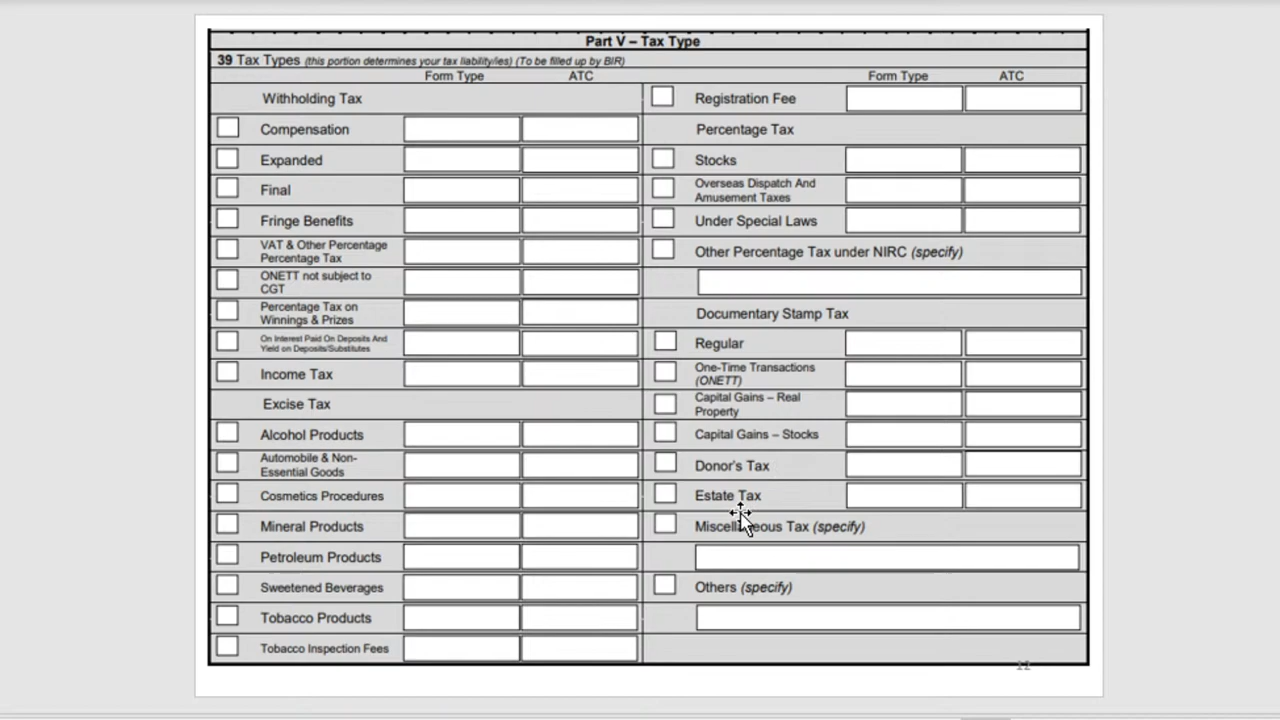 Part V – Tax Type
39 Tax Types (this portion determines your tax liability/ies) (To be filled up by BIR)
Form Type ATC
Withholding Tax
Compensation
Expanded
Final
Fringe Benefits
VAT & Other Percentage
Percentage Tax
ONETT not subject to
CGT
Percentage Tax on
Winnings & Prizes
On Interest Paid On Deposits And
Yield on Deposits/Substitutes
Income Tax
Excise Tax
Alcohol Products
Automobile & Non-
Essential Goods
Cosmetics Procedures
Mineral Products
Petroleum Products
Sweetened Beverages
Tobacco Products
Tobacco Inspection Fees
Form Type ATC
Registration Fee
Percentage Tax
Stocks
Overseas Dispatch And
Amusement Taxes
Under Special Laws
Other Percentage Tax under NIRC (specify)
Documentary Stamp Tax
Regular
One-Time Transactions
(ONETT)
Capital Gains – Real
Property
Capital Gains – Stocks
Donor's Tax
Estate Tax
Miscellaneous Tax (specify)
Others (specify)
12